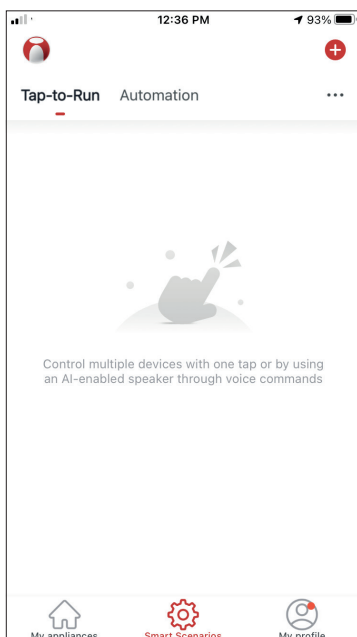 12:36 PM
93%
Tap-to-Run Automation
Control multiple devices with one tap or by using
an AI-enabled speaker through voice commands
My appliances Smart Scenarios My profile